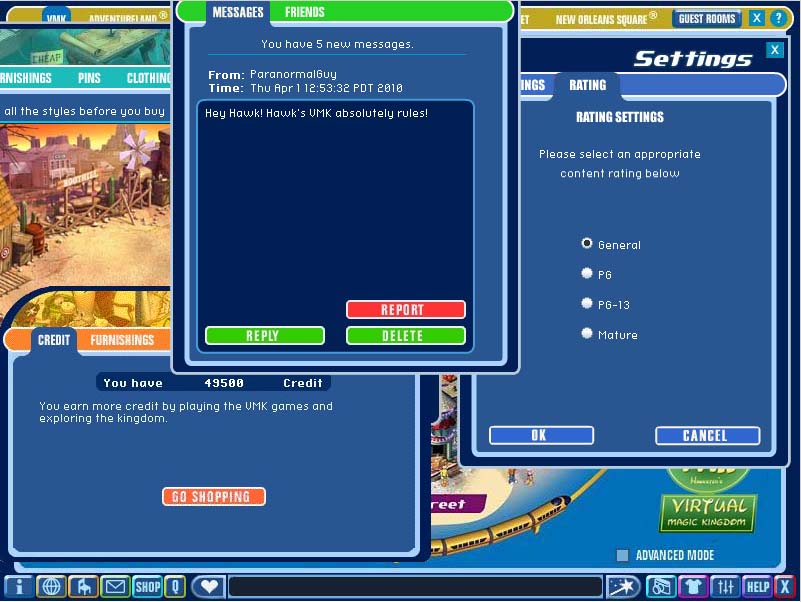 VMK
ADVENTURELAND®
NEW ORLEANS SQUARE®
GUEST ROOMS
X
?
MESSAGES
FRIENDS
You have 5 new messages.
From: ParanormalGuy
Time: Thu Apr 1 12:53:32 PDT 2010
Hey Hawk! Hawk's VMK absolutely rules!
REPORT
REPLY
DELETE
CHEAP
RNISHINGS
PINS
CLOTHING
all the styles before you buy
BOOTHILL
Settings
X
NGS
RATING
RATING SETTINGS
Please select an appropriate
content rating below
General
PG
PG-13
Mature
OK
CANCEL
CREDIT
FURNISHINGS
You have 49500 Credit
You earn more credit by playing the VMK games and
exploring the kingdom.
GO SHOPPING
reet
VIRTUAL
MAGIC KINGDOM
ADVANCED MODE
i
SHOP
Q
HELP
X